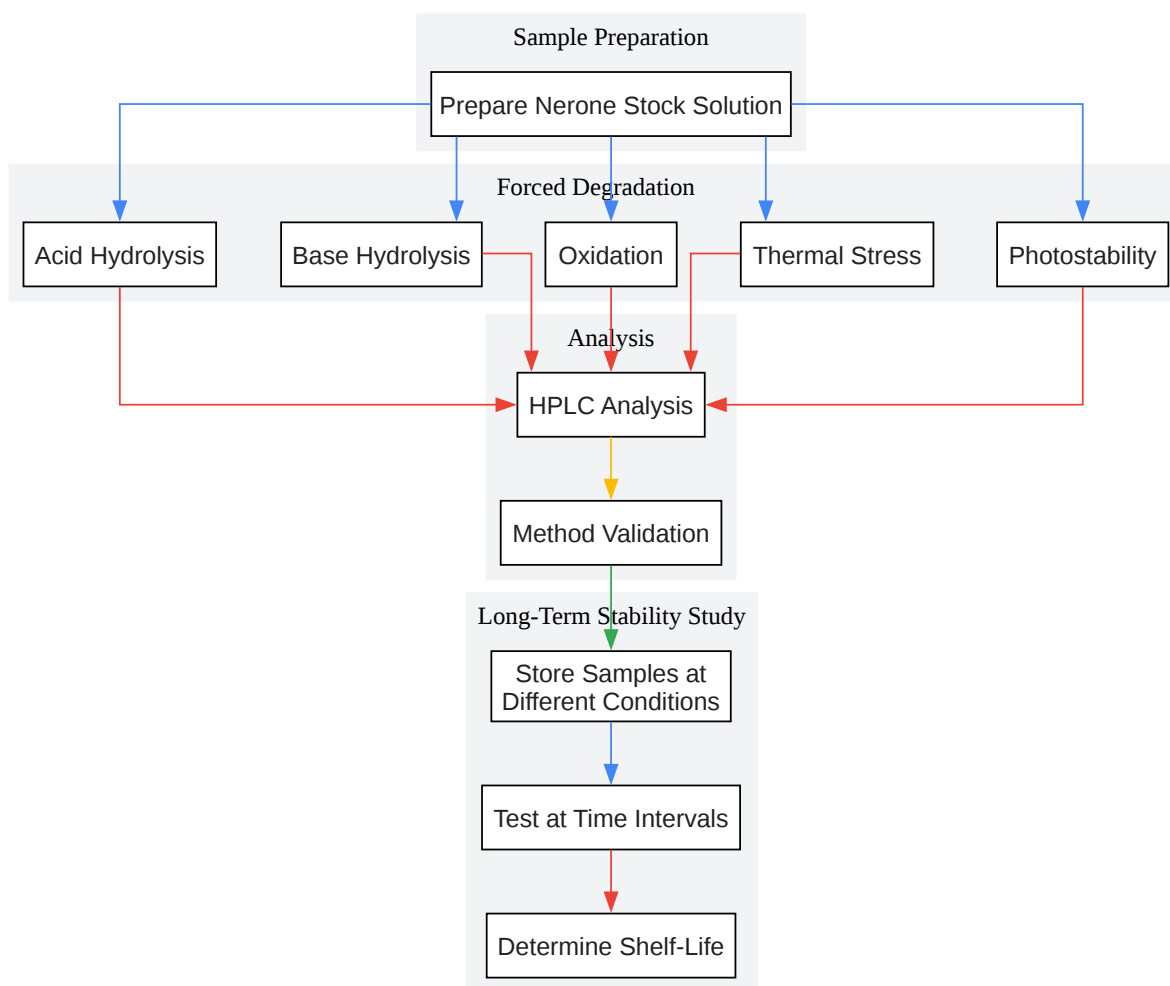 Sample Preparation
Prepare Nerone Stock Solution
Forced Degradation
Acid Hydrolysis
Base Hydrolysis
Oxidation
Thermal Stress
Photostability
Analysis
HPLC Analysis
Method Validation
Long-Term Stability Study
Store Samples at
Different Conditions
Test at Time Intervals
Determine Shelf-Life